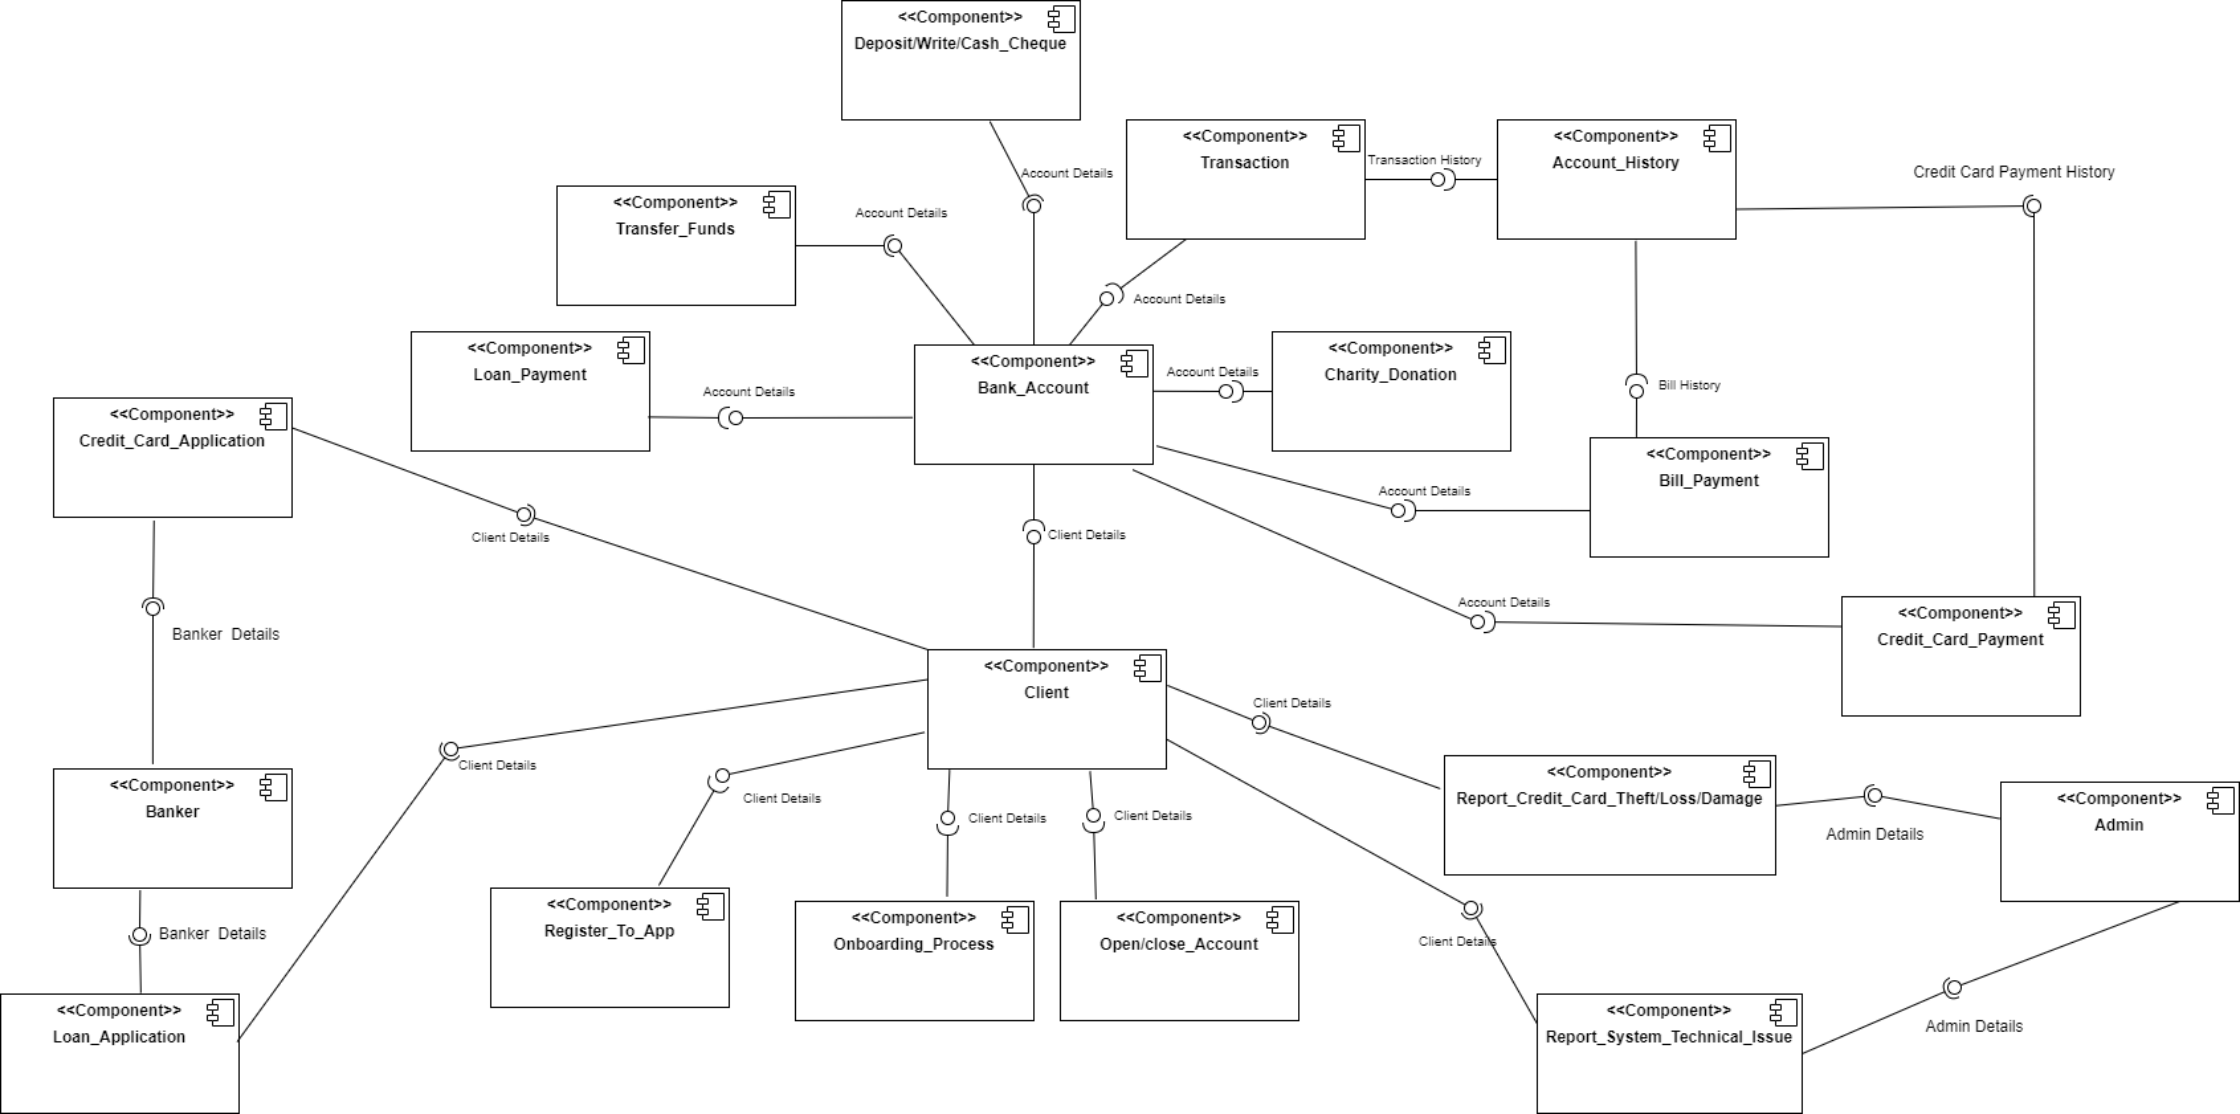 <<Component>>
Deposit/Write/Cash_Cheque
<<Component>>
Transaction
Transaction History
<<Component>>
Account_History
Credit Card Payment History
Account Details
<<Component>>
Transfer_Funds
Account Details
Account Details
<<Component>>
Loan_Payment
Account Details
<<Component>>
Bank_Account
Account Details
<<Component>>
Charity_Donation
Bill History
<<Component>>
Credit_Card_Application
<<Component>>
Bill_Payment
Account Details
Client Details
Client Details
Account Details
<<Component>>
Credit_Card_Payment
Banker  Details
<<Component>>
Client
Client Details
Client Details
<<Component>>
Banker
Client Details
Client Details
Client Details
<<Component>>
Report_Credit_Card_Theft/Loss/Damage
Admin Details
<<Component>>
Admin
Banker  Details
<<Component>>
Register_To_App
<<Component>>
Onboarding_Process
<<Component>>
Open/close_Account
Client Details
<<Component>>
Loan_Application
<<Component>>
Report_System_Technical_Issue
Admin Details